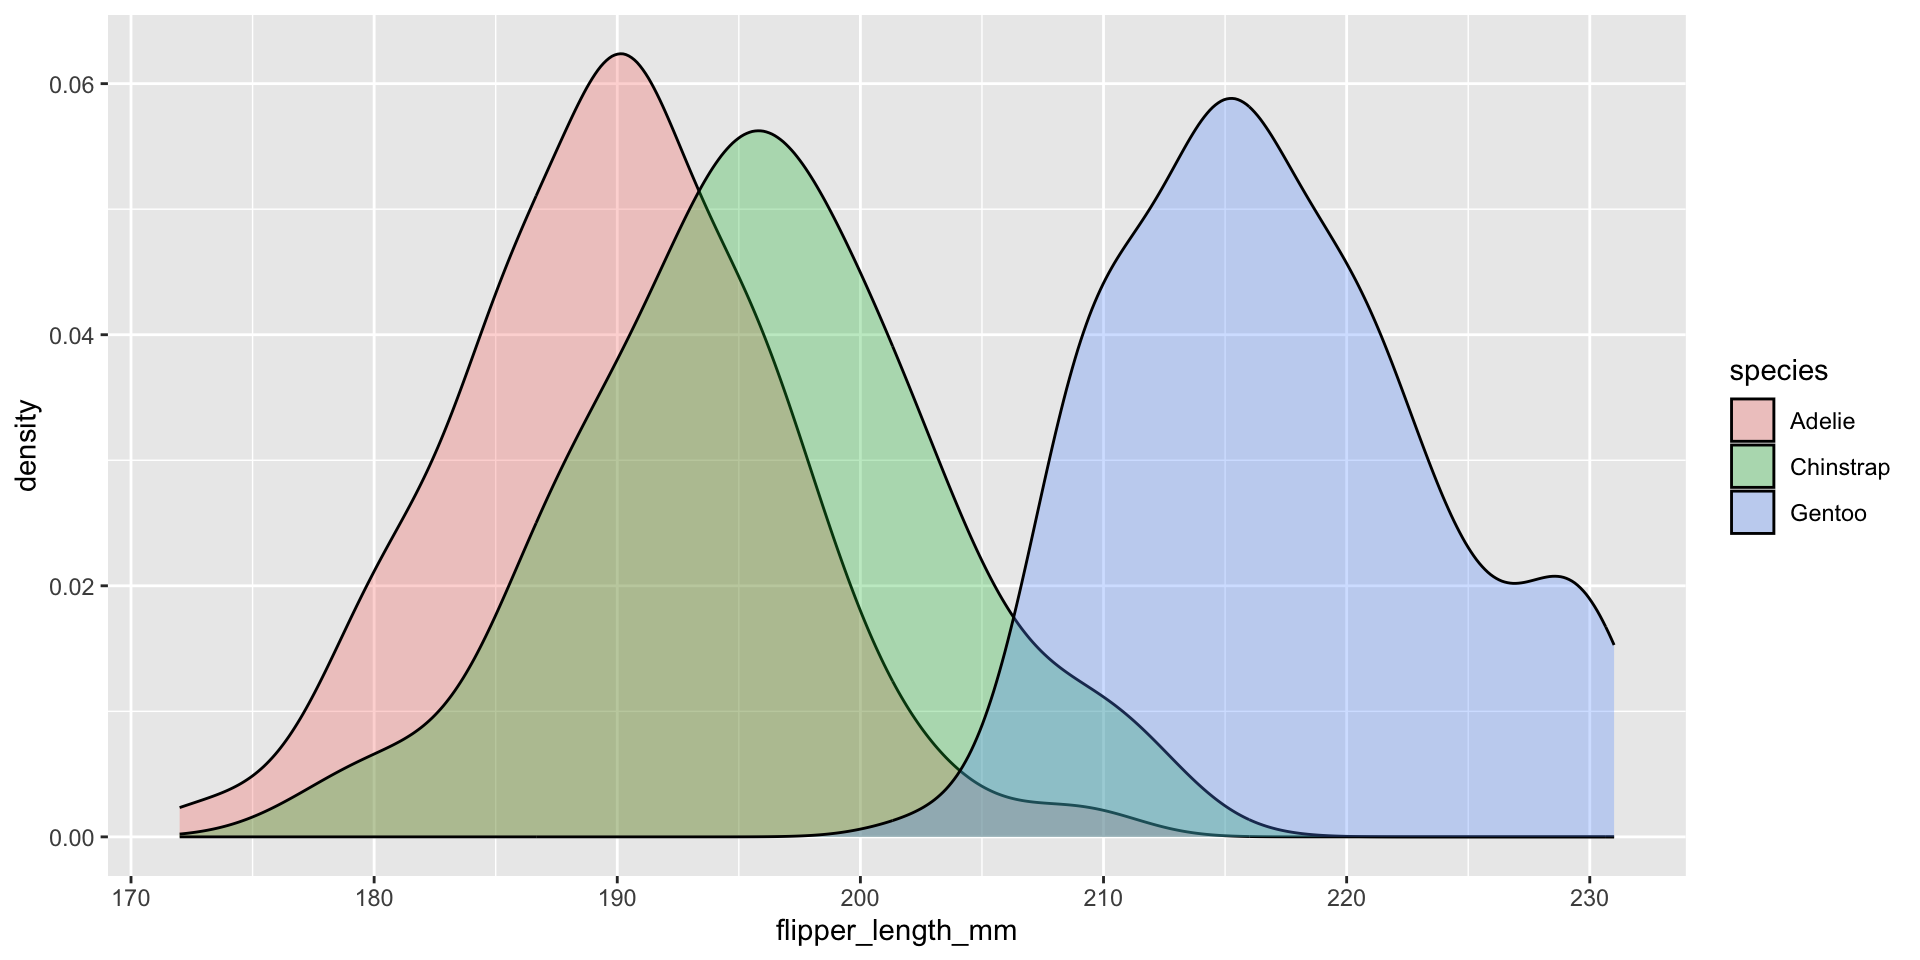 0.06
0.04
0.02
0.00
density
170 180 190 200 210 220 230
flipper_length_mm
species
Adelie
Chinstrap
Gentoo